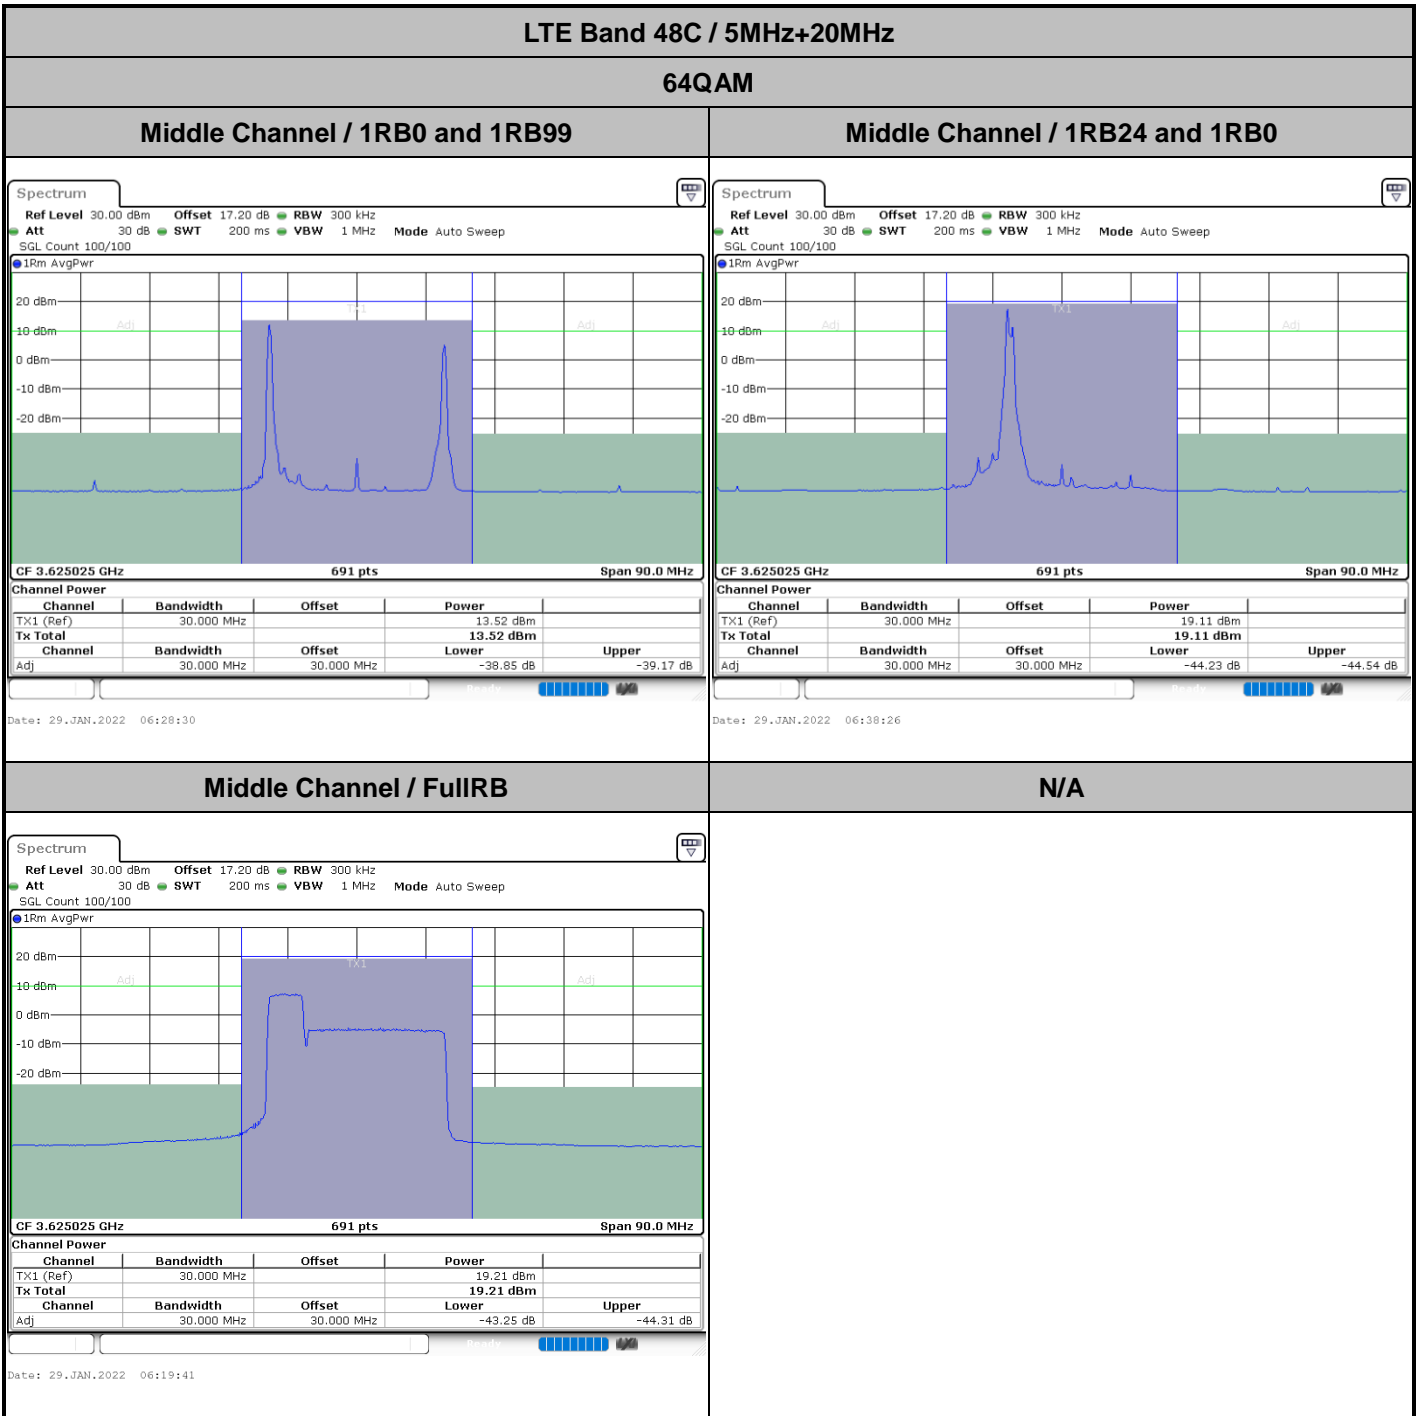 LTE Band 48C / 5MHz+20MHz
64QAM
Middle Channel / 1RB0 and 1RB99
Middle Channel / 1RB24 and 1RB0
Spectrum
Ref Level 30.00 dBm Offset 17.20 dB RBW 300 kHz
Att 30 dB SWT 200 ms VBW 1 MHz Mode Auto Sweep
SGL Count 100/100
1Rm AvgPwr
TX1
20 dBm
Adj
Adj
10 dBm
0 dBm
-10 dBm
-20 dBm
CF 3.625025 GHz 691 pts Span 90.0 MHz
Channel Power
Channel Bandwidth Offset Power
TX1 (Ref) 30.000 MHz 13.52 dBm
Tx Total 13.52 dBm
Channel Bandwidth Offset Lower Upper
Adj 30.000 MHz 30.000 MHz -38.85 dB -39.17 dB
Ready
Date: 29.JAN.2022 06:28:30
Spectrum
Ref Level 30.00 dBm Offset 17.20 dB RBW 300 kHz
Att 30 dB SWT 200 ms VBW 1 MHz Mode Auto Sweep
SGL Count 100/100
1Rm AvgPwr
20 dBm
TX1
Adj
Adj
10 dBm
0 dBm
-10 dBm
-20 dBm
CF 3.625025 GHz 691 pts Span 90.0 MHz
Channel Power
Channel Bandwidth Offset Power
TX1 (Ref) 30.000 MHz 19.11 dBm
Tx Total 19.11 dBm
Channel Bandwidth Offset Lower Upper
Adj 30.000 MHz 30.000 MHz -44.23 dB -44.54 dB
Ready
Date: 29.JAN.2022 06:38:26
Middle Channel / FullRB
N/A
Spectrum
Ref Level 30.00 dBm Offset 17.20 dB RBW 300 kHz
Att 30 dB SWT 200 ms VBW 1 MHz Mode Auto Sweep
SGL Count 100/100
1Rm AvgPwr
20 dBm
TX1
Adj
Adj
10 dBm
0 dBm
-10 dBm
-20 dBm
CF 3.625025 GHz 691 pts Span 90.0 MHz
Channel Power
Channel Bandwidth Offset Power
TX1 (Ref) 30.000 MHz 19.21 dBm
Tx Total 19.21 dBm
Channel Bandwidth Offset Lower Upper
Adj 30.000 MHz 30.000 MHz -43.25 dB -44.31 dB
Ready
Date: 29.JAN.2022 06:19:41